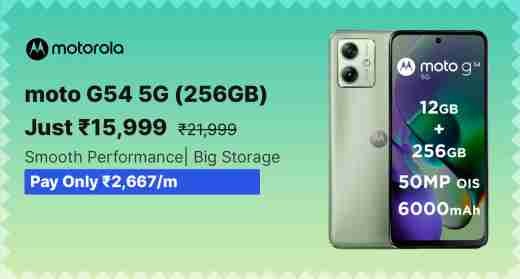 motorola
moto G54 5G (256GB)
Just ₹15,999 ₹21,999
Smooth Performance| Big Storage
Pay Only ₹2,667/m
moto g54
5G
12GB
+
256GB
50MP OIS
6000mAh